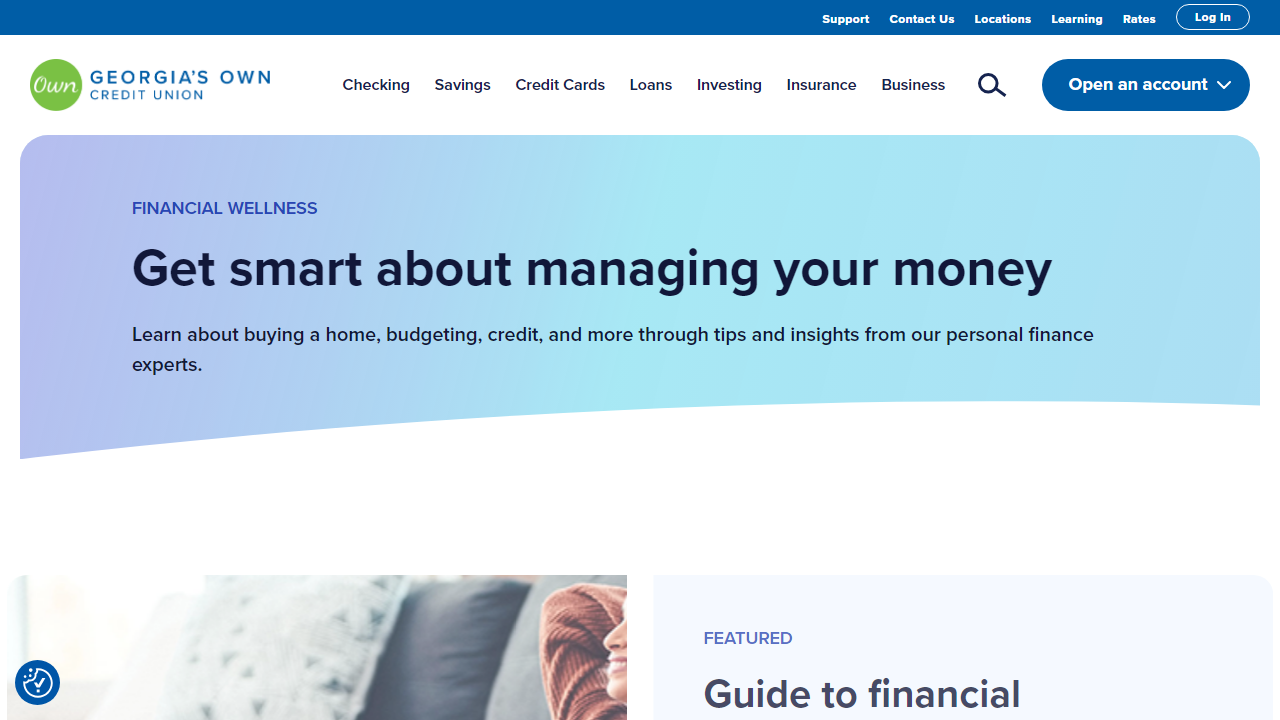 Support Contact Us Locations Learning Rates Log In
Own GEORGIA'S OWN
CREDIT UNION
Checking Savings Credit Cards Loans Investing Insurance Business Open an account
FINANCIAL WELLNESS
Get smart about managing your money
Learn about buying a home, budgeting, credit, and more through tips and insights from our personal finance
experts.
FEATURED
Guide to financial